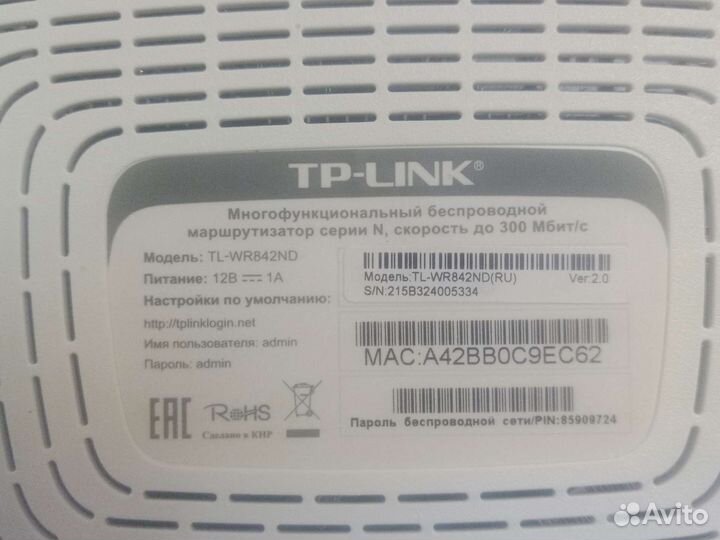 TP-LINK®
Многофункциональный беспроводной
маршрутизатор серии N, скорость до 300 Мбит/с
Модель: TL-WR842ND
Питание: 12В⎓1А
Настройки по умолчанию:
http://tplinklogin.net
Имя пользователя: admin
Пароль: admin
EAC RoHS
Сделано в КНР
Модель:TL-WR842ND(RU) Ver:2.0
S/N:215B324005334
MAC:A42BB0C9EC62
Пароль беспроводной сети/PIN:85909724
Avito